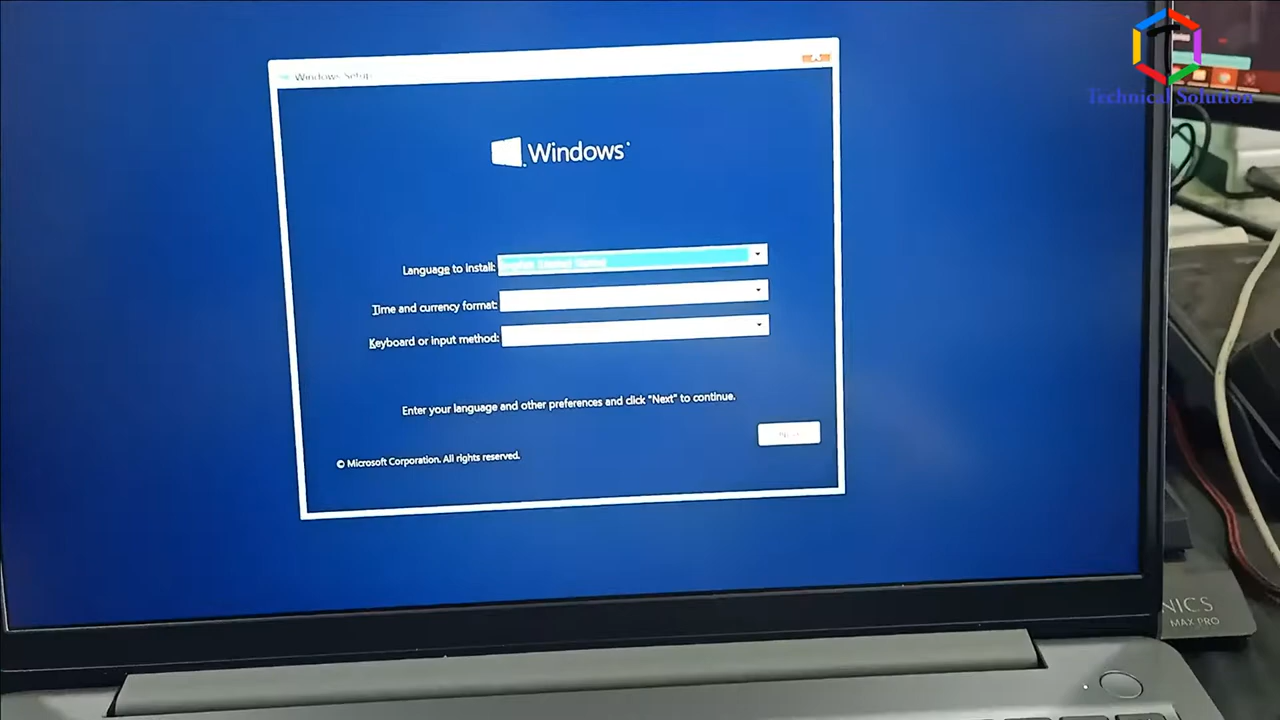 Technical Solution
Windows Setup
Windows
Language to install:
Time and currency format:
Keyboard or input method:
Enter your language and other preferences and click "Next" to continue.
© Microsoft Corporation. All rights reserved.
NICS
MAX PRO